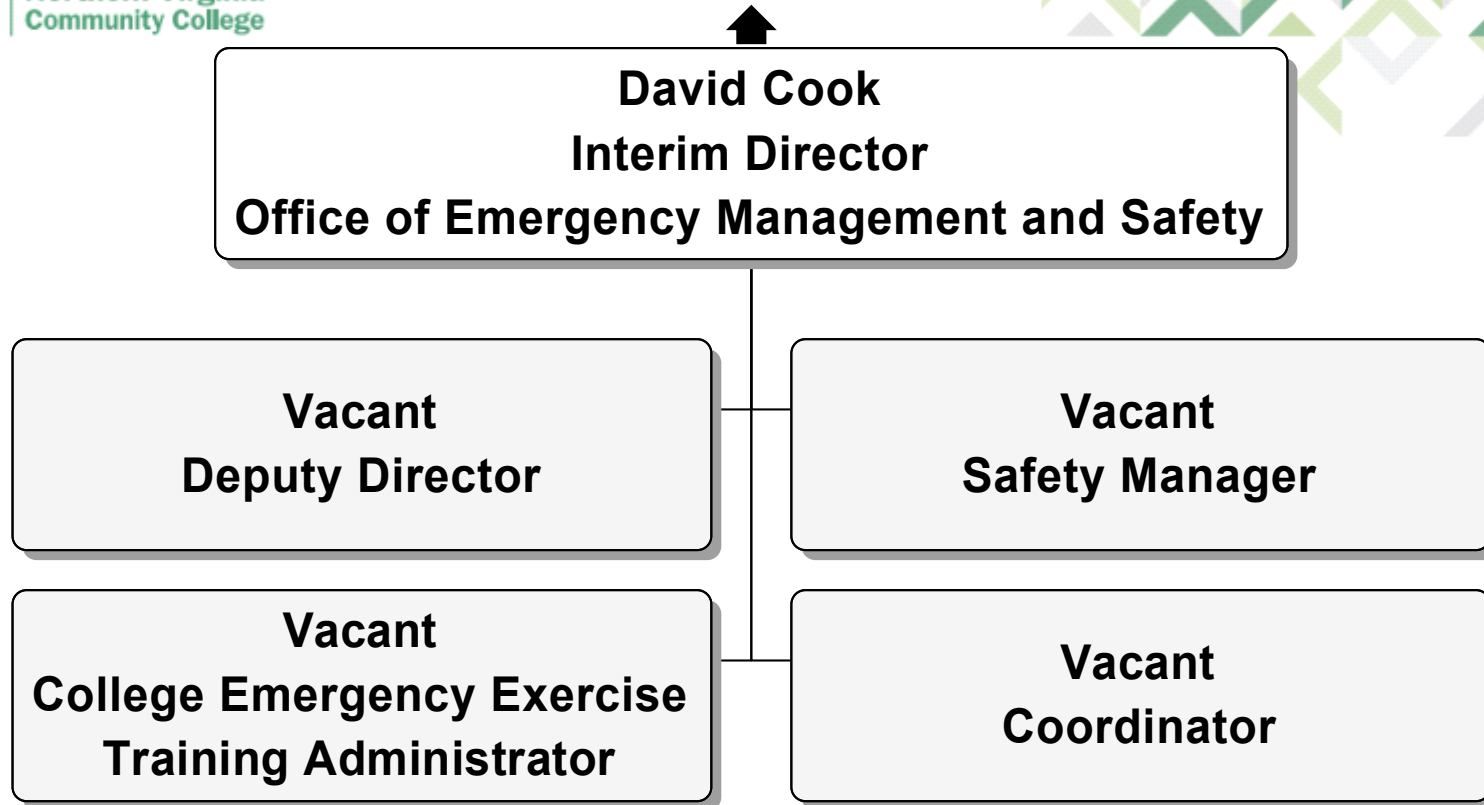 Community College
David Cook
Interim Director
Office of Emergency Management and Safety
Vacant
Deputy Director
Vacant
Safety Manager
Vacant
College Emergency Exercise
Training Administrator
Vacant
Coordinator